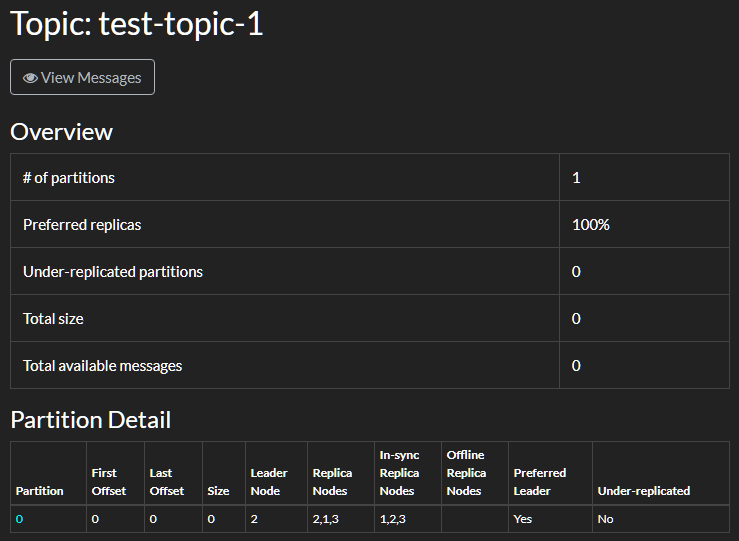 Topic: test-topic-1
View Messages
Overview
# of partitions 1
Preferred replicas 100%
Under-replicated partitions 0
Total size 0
Total available messages 0
Partition Detail
Partition First Offset Last Offset Size Leader Node Replica Nodes In-sync Replica Nodes Offline Replica Nodes Preferred Leader Under-replicated
0 0 0 0 2 2,1,3 1,2,3 Yes No